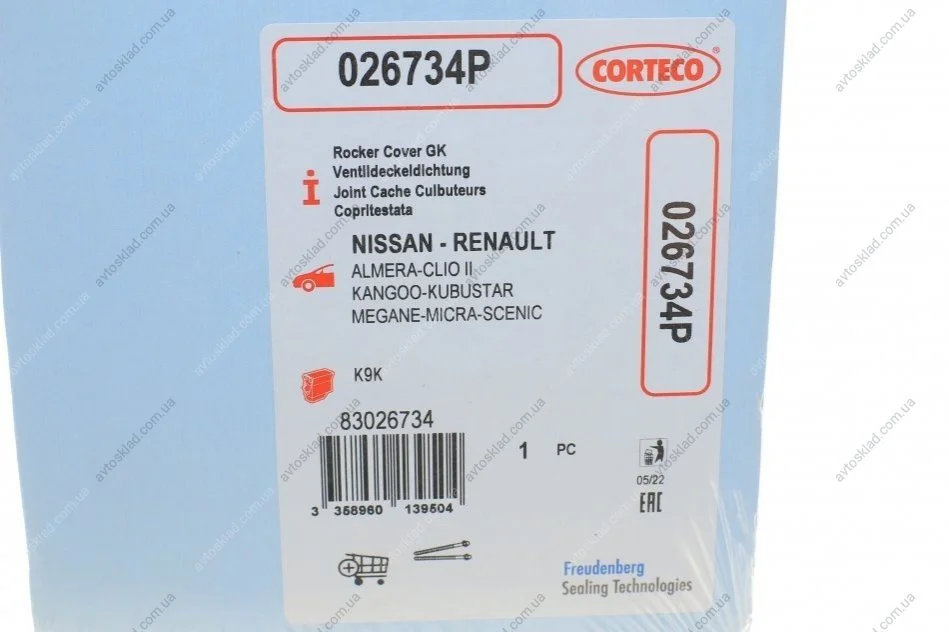 026734P
CORTECO®
Rocker Cover GK
Ventildeckeldichtung
Joint Cache Culbuteurs
Copritestata
NISSAN - RENAULT
ALMERA-CLIO II
KANGOO-KUBUSTAR
MEGANE-MICRA-SCENIC
026734P
K9K
83026734
1 PC
3 358960 139504
05/22
EAC
Freudenberg
Sealing Technologies
avtosklad.com.ua